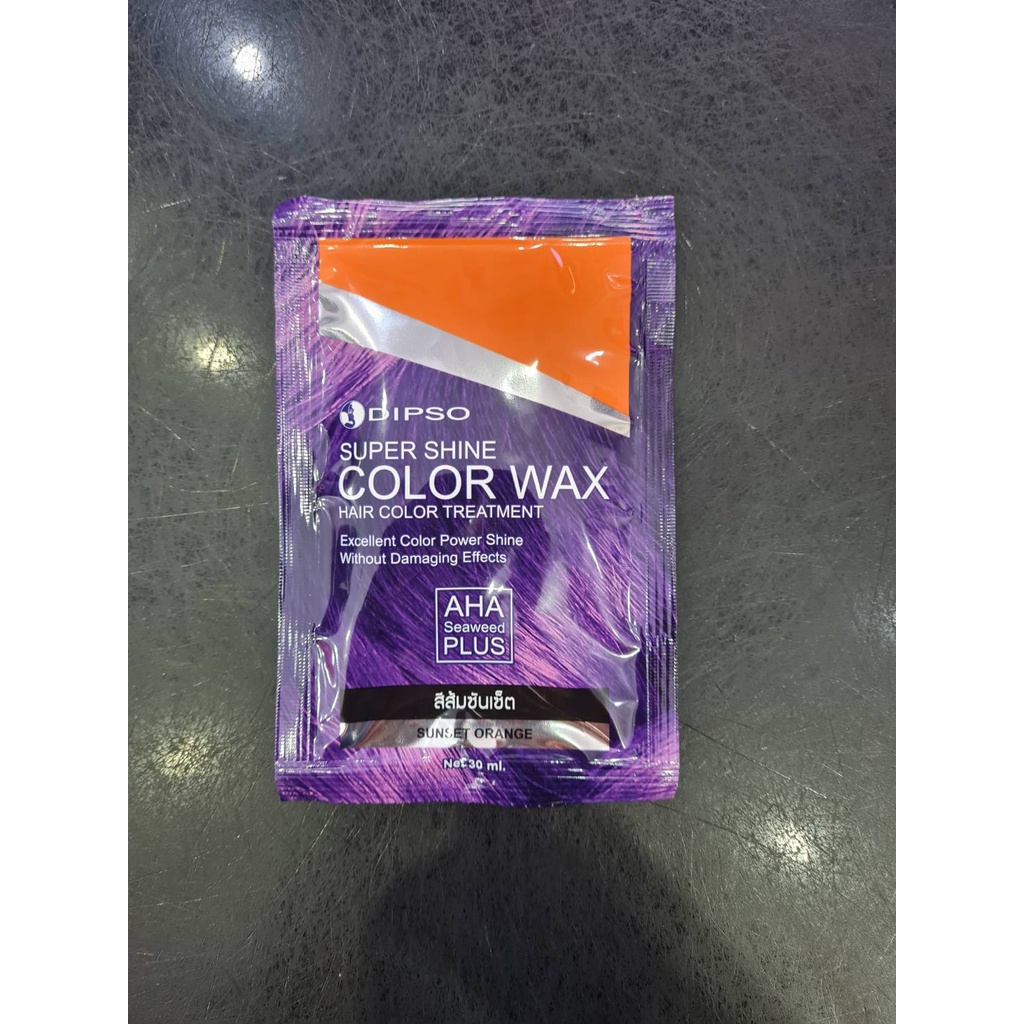 DIPSO
SUPER SHINE
COLOR WAX
HAIR COLOR TREATMENT
Excellent Color Power Shine
Without Damaging Effects
AHA
Seaweed
PLUS
สีส้มซันเซ็ต
SUNSET ORANGE
Net 30 ml.